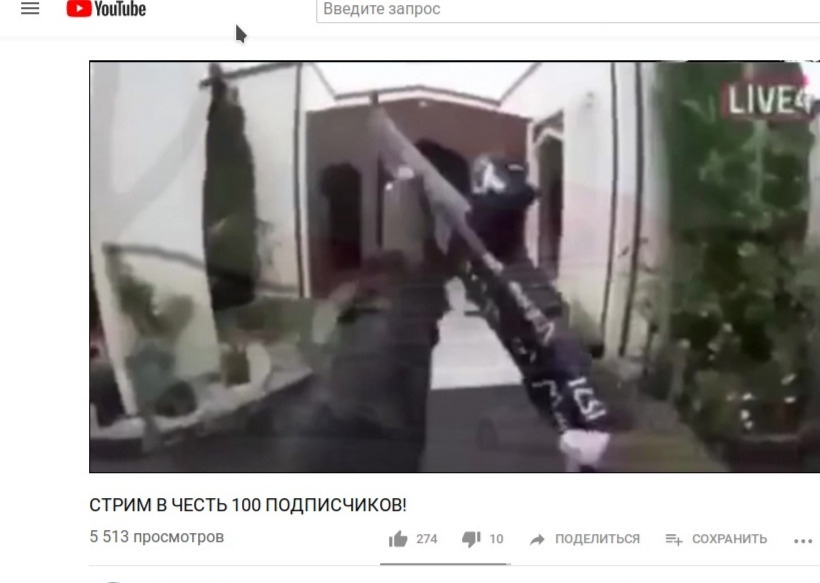 YouTube
Введите запрос
LIVE
СТРИМ В ЧЕСТЬ 100 ПОДПИСЧИКОВ!
5 513 просмотров
274
10
ПОДЕЛИТЬСЯ
СОХРАНИТЬ